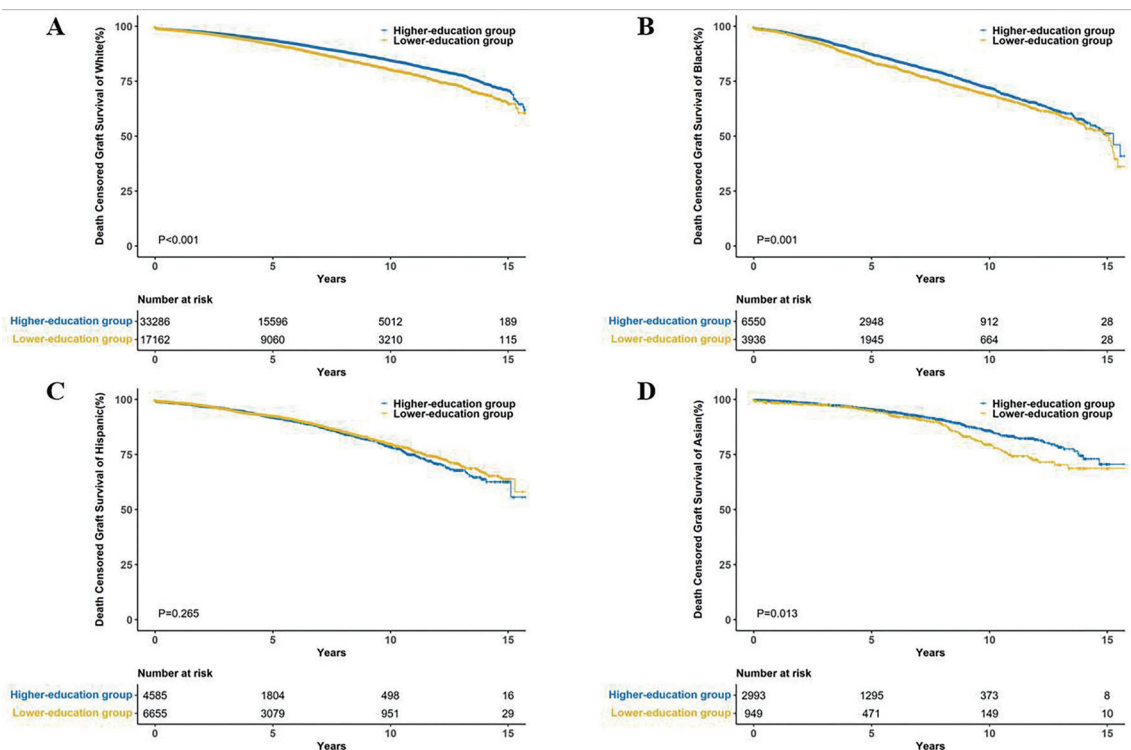 A
Death Censored Graft Survival of White(%)
100
75
50
25
0
Higher-education group
Lower-education group
P<0.001
0 5 10 15
Years
Number at risk
Higher-education group 33286 15596 5012 189
Lower-education group 17162 9060 3210 115
0 5 10 15
Years
B
Death Censored Graft Survival of Black(%)
100
75
50
25
0
Higher-education group
Lower-education group
P=0.001
0 5 10 15
Years
Number at risk
Higher-education group 6550 2948 912 28
Lower-education group 3936 1945 664 28
0 5 10 15
Years
C
Death Censored Graft Survival of Hispanic(%)
100
75
50
25
0
Higher-education group
Lower-education group
P=0.265
0 5 10 15
Years
Number at risk
Higher-education group 4585 1804 498 16
Lower-education group 6655 3079 951 29
0 5 10 15
Years
D
Death Censored Graft Survival of Asian(%)
100
75
50
25
0
Higher-education group
Lower-education group
P=0.013
0 5 10 15
Years
Number at risk
Higher-education group 2993 1295 373 8
Lower-education group 949 471 149 10
0 5 10 15
Years